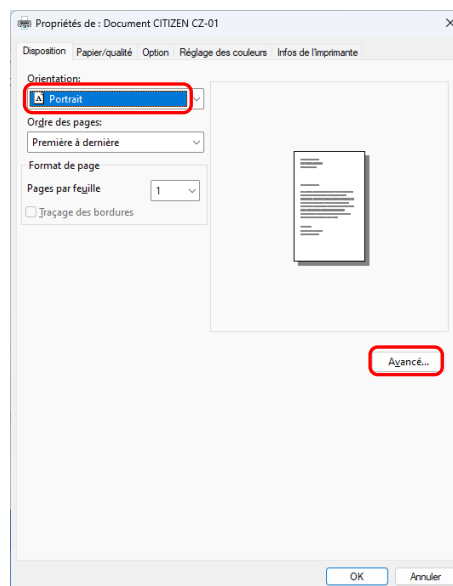 Propriétés de : Document CITIZEN CZ-01
Disposition Papier/qualité Option Réglage des couleurs Infos de l'imprimante
Orientation:
Portrait
Ordre des pages:
Première à dernière
Format de page
Pages par feuille 1
Traçage des bordures
Avancé...
OK Annuler